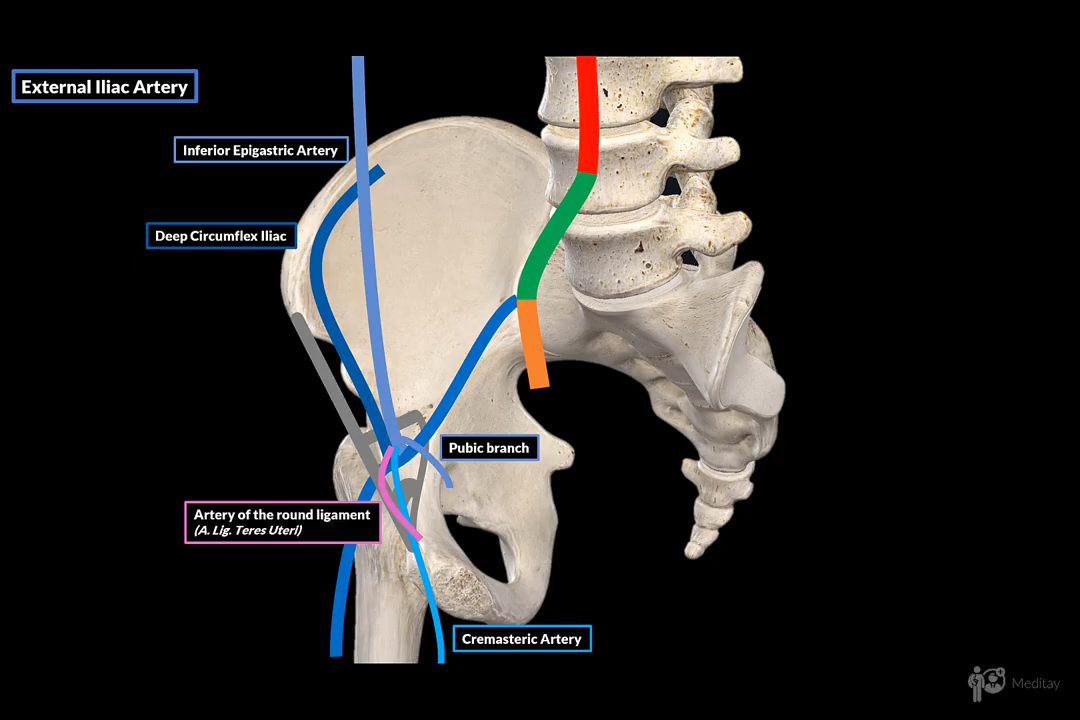 External Iliac Artery
Inferior Epigastric Artery
Deep Circumflex Iliac
Pubic branch
Artery of the round ligament
(A. Lig. Teres Uteri)
Cremasteric Artery
Meditay